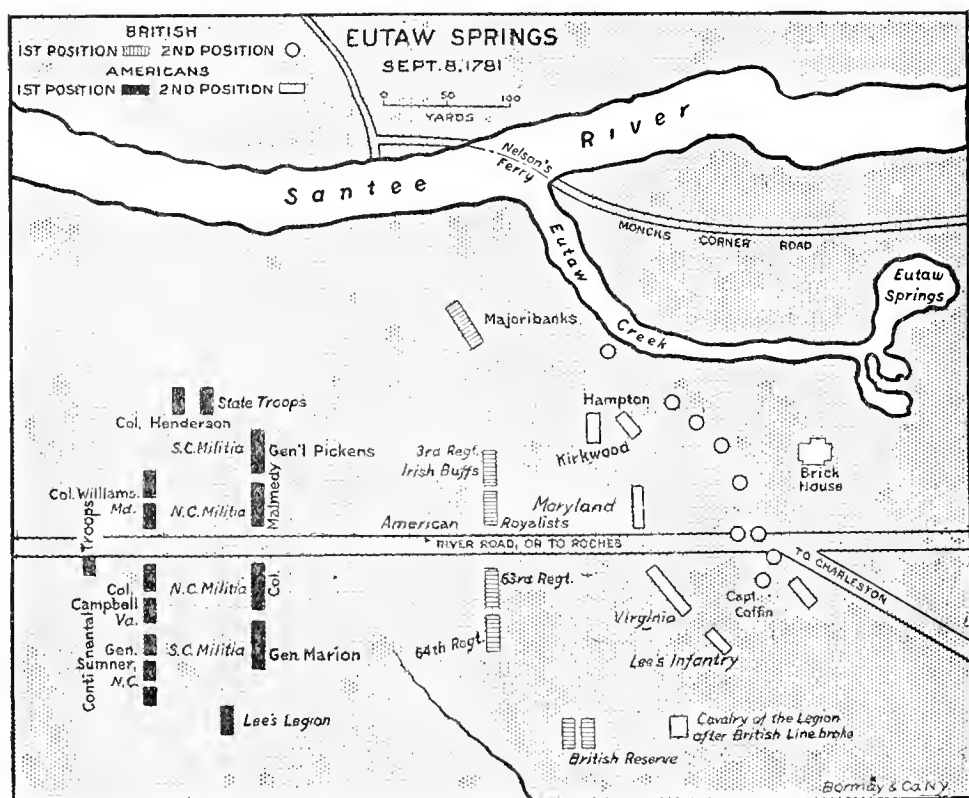 BRITISH
1ST POSITION 2ND POSITION
AMERICANS
1ST POSITION 2ND POSITION
EUTAW SPRINGS
SEPT. 8, 1781
0 50 100
YARDS
Santee River
Nelson's
Ferry
MONCKS CORNER ROAD
Eutaw
Creek
Eutaw
Springs
Majoribanks
State Troops
Col. Henderson
Hampton
Kirkwood
S.C. Militia
Gen'l Pickens
3rd Regt.
Irish Buffs
Brick
House
Col. Williams.
Md.
N.C. Militia
Malmedy
Maryland
American Royalists
RIVER ROAD, OR TO ROCHES
TO CHARLESTON
Continental Troops
Col.
Campbell
Va.
N.C. Militia
Col.
63rd Regt.
Virginia
Capt.
Coffin
Gen.
Sumner,
N.C.
S.C. Militia
Gen. Marion
64th Regt.
Lee's Infantry
Lee's Legion
British Reserve
Cavalry of the Legion
after British Line broke
Bormay & Co. N.Y.